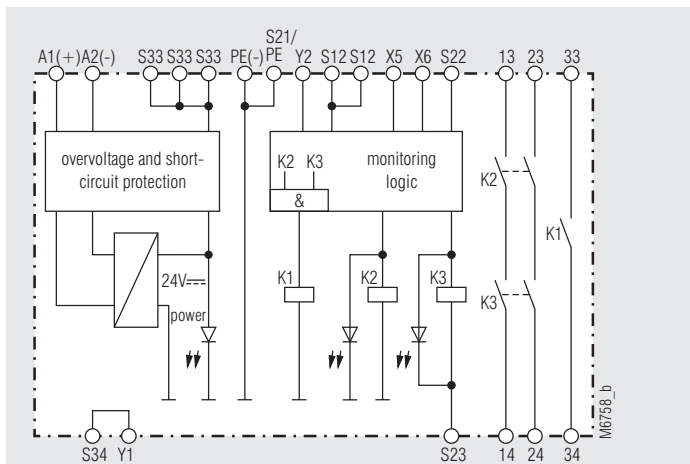 S21/
A1(+) A2(-) S33 S33 S33 PE(-) PE Y2 S12 S12 X5 X6 S22 13 23 33
overvoltage and short-
circuit protection
K2 K3
monitoring
logic
&
K2
K1
24V
K1 K2 K3
K3
power
M6758_b
S34 Y1 S23 14 24 34